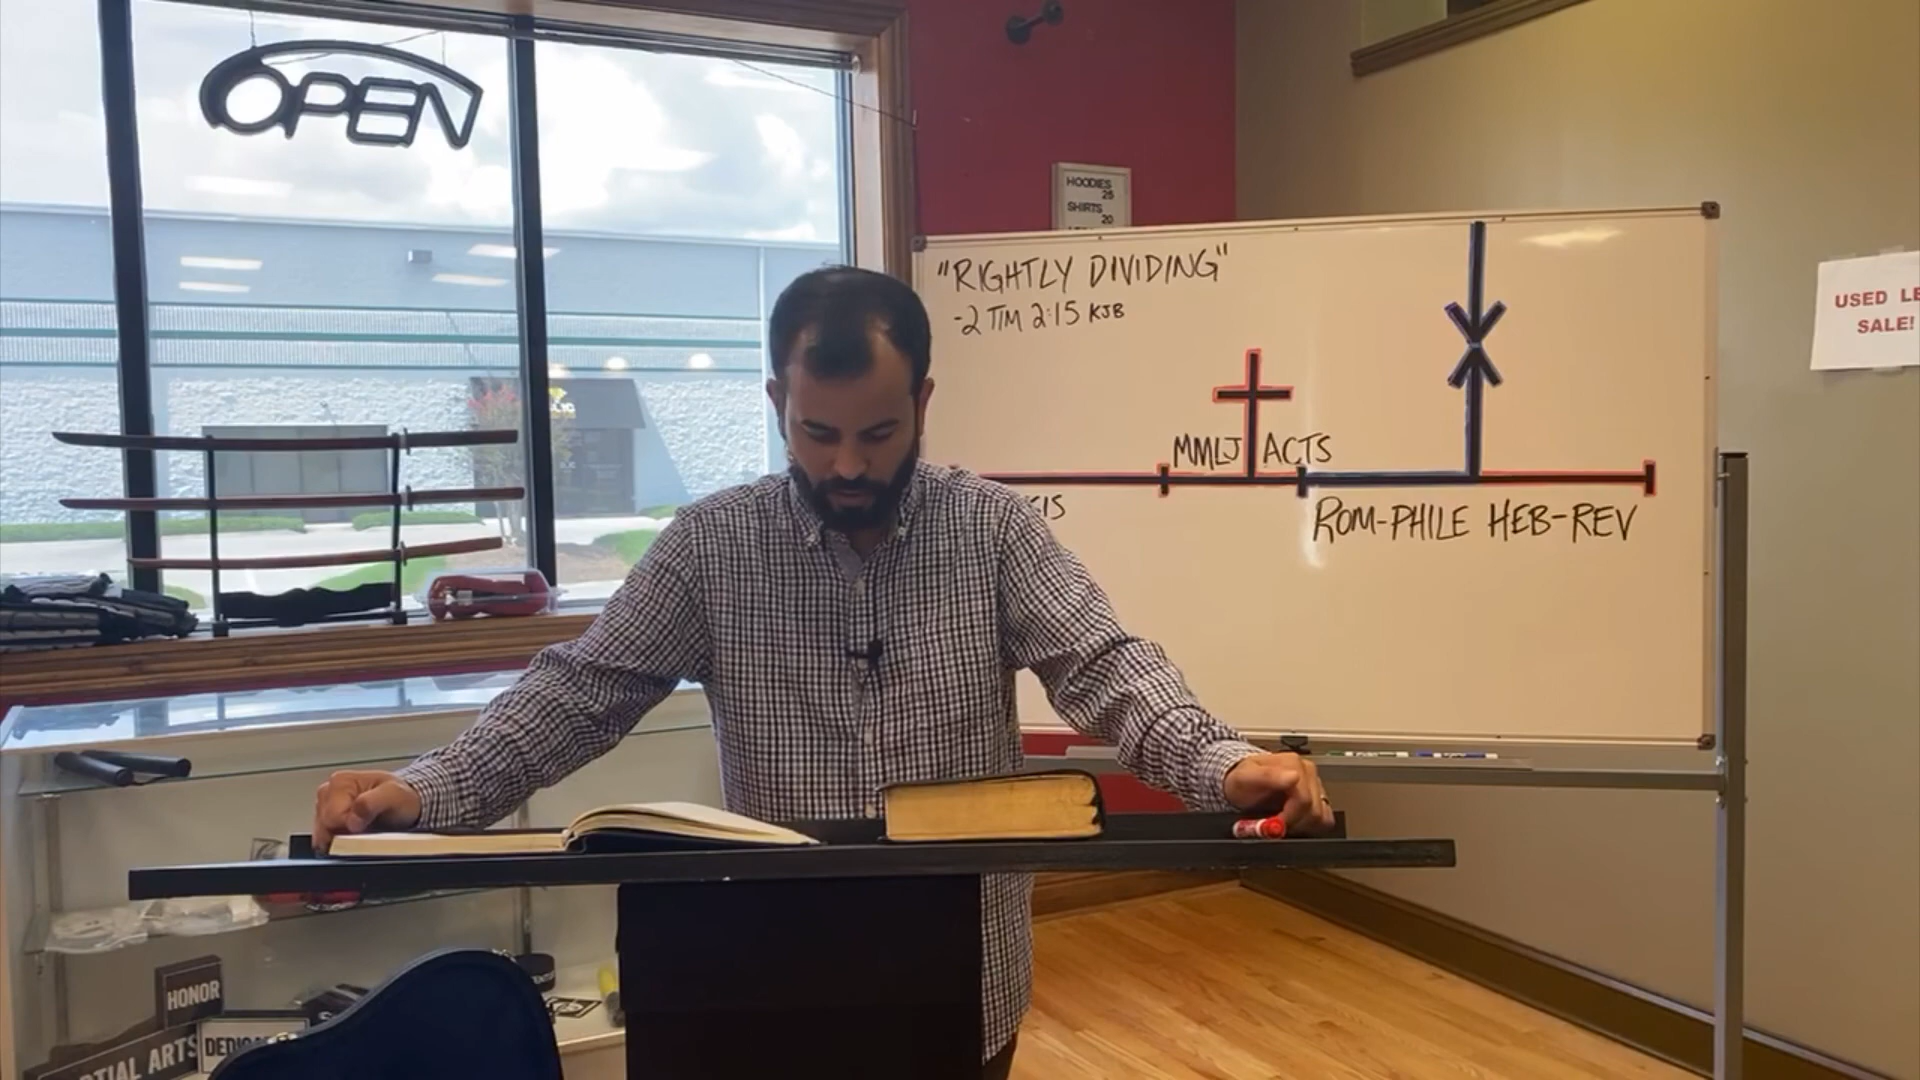 OPEN
HOODIES
25
SHIRTS
20
"RIGHTLY DIVIDING"
-2 TIM 2:15 KJB
USED LE
SALE!
MMLJ ACTS
ROM-PHILE HEB-REV
HONOR